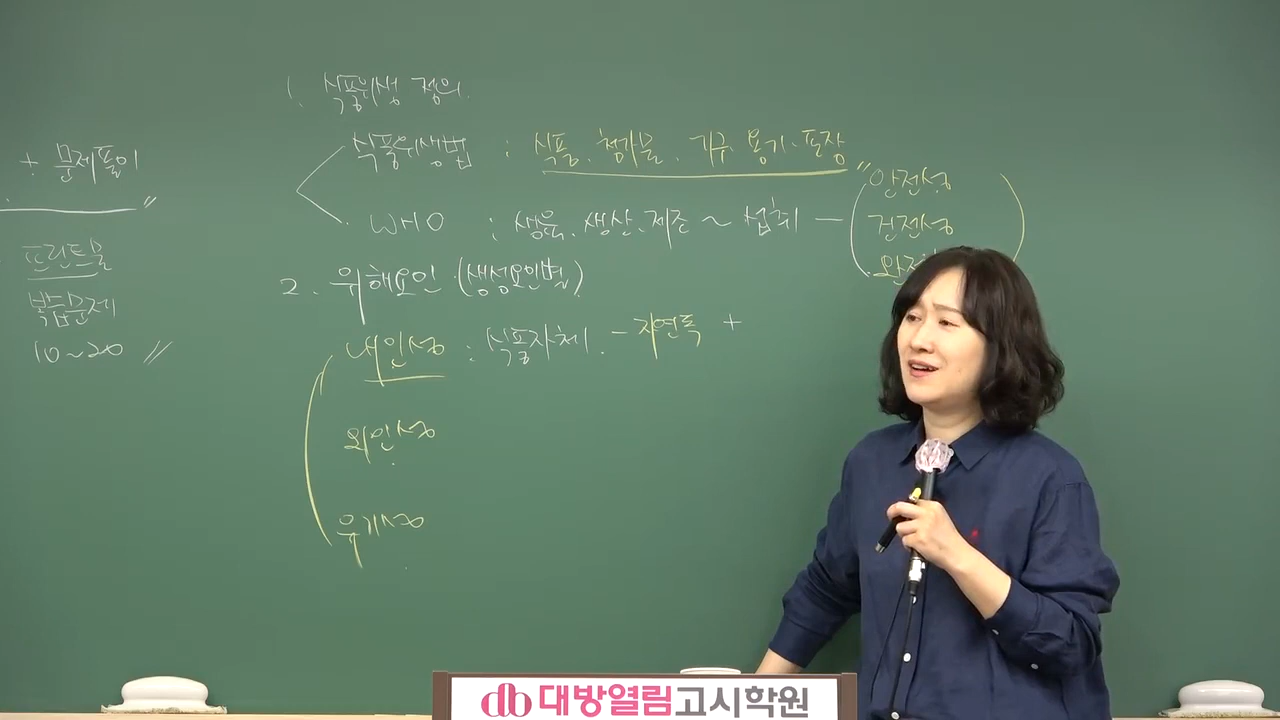 + 문제풀이
프린트물
복습문제
10~20
1. 식품위생 정의
식품위생법 : 식품、첨가물、기구 용기、포장
WHO : 생육、생산、제조 ~ 섭취 - (안전성
건전성
2. 위해요인 (생성요인별)
내인성 : 식품자체 - 자연독 +
외인성
유기성
대방열림고시학원